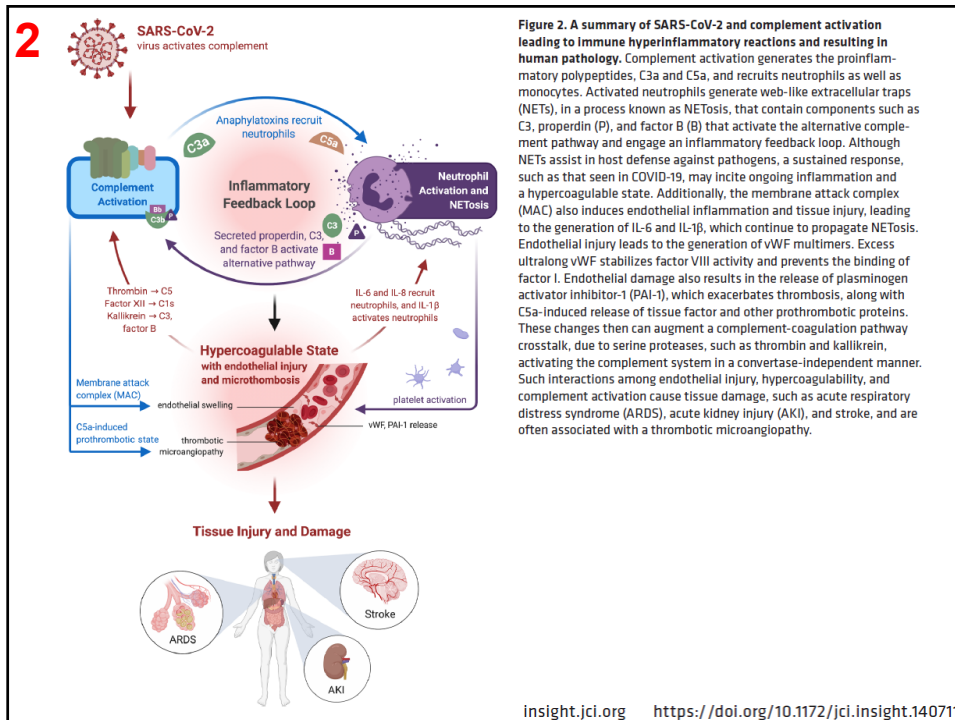 2
SARS-CoV-2
virus activates complement
Anaphylatoxins recruit
neutrophils
C3a
C5a
Complement
Activation
Bb
C3b
P
Inflammatory
Feedback Loop
Neutrophil
Activation and
NETosis
C3
P
B
Secreted properdin, C3,
and factor B activate
alternative pathway
Thrombin → C5
Factor XII → C1s
Kallikrein → C3,
factor B
IL-6 and IL-8 recruit
neutrophils, and IL-1β
activates neutrophils
Hypercoagulable State
with endothelial injury
and microthombosis
Membrane attack
complex (MAC)
endothelial swelling
platelet activation
C5a-induced
prothrombotic state
thrombotic
microangiopathy
vWF, PAI-1 release
Tissue Injury and Damage
ARDS
Stroke
AKI
Figure 2. A summary of SARS-CoV-2 and complement activation
leading to immune hyperinflammatory reactions and resulting in
human pathology. Complement activation generates the proinflam-
matory polypeptides, C3a and C5a, and recruits neutrophils as well as
monocytes. Activated neutrophils generate web-like extracellular traps
(NETs), in a process known as NETosis, that contain components such as
C3, properdin (P), and factor B (B) that activate the alternative comple-
ment pathway and engage an inflammatory feedback loop. Although
NETs assist in host defense against pathogens, a sustained response,
such as that seen in COVID-19, may incite ongoing inflammation and
a hypercoagulable state. Additionally, the membrane attack complex
(MAC) also induces endothelial inflammation and tissue injury, leading
to the generation of IL-6 and IL-1β, which continue to propagate NETosis.
Endothelial injury leads to the generation of vWF multimers. Excess
ultralong vWF stabilizes factor VIII activity and prevents the binding of
factor I. Endothelial damage also results in the release of plasminogen
activator inhibitor-1 (PAI-1), which exacerbates thrombosis, along with
C5a-induced release of tissue factor and other prothrombotic proteins.
These changes then can augment a complement-coagulation pathway
crosstalk, due to serine proteases, such as thrombin and kallikrein,
activating the complement system in a convertase-independent manner.
Such interactions among endothelial injury, hypercoagulability, and
complement activation cause tissue damage, such as acute respiratory
distress syndrome (ARDS), acute kidney injury (AKI), and stroke, and are
often associated with a thrombotic microangiopathy.
insight.jci.org https://doi.org/10.1172/jci.insight.140711